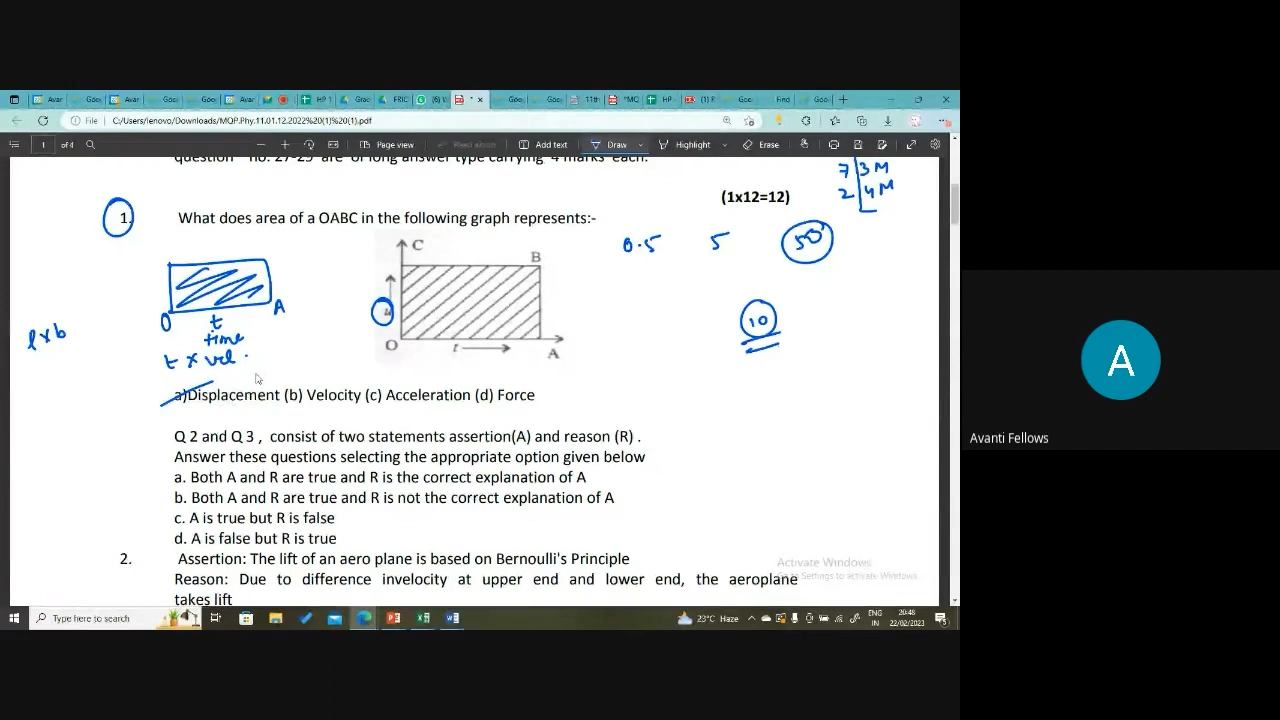 File C:/Users/lenovo/Downloads/MQP.Phy.11.01.12.2022%20(1)%20(1).pdf
1 of 4 Page view Read aloud Add text Draw Highlight Erase
question no. 27-29 are of long answer type carrying 4 marks each.
7 3M
2 4M
(1x12=12)
1. What does area of a OABC in the following graph represents:-
0.5 5 50
C
B
O
A
t
10
O
t
A
time
l x b
t x vel.
a)Displacement (b) Velocity (c) Acceleration (d) Force
Q 2 and Q 3 , consist of two statements assertion(A) and reason (R) .
Answer these questions selecting the appropriate option given below
a. Both A and R are true and R is the correct explanation of A
b. Both A and R are true and R is not the correct explanation of A
c. A is true but R is false
d. A is false but R is true
2. Assertion: The lift of an aero plane is based on Bernoulli's Principle
Reason: Due to difference invelocity at upper end and lower end, the aeroplane
takes lift
Activate Windows
Go to Settings to activate Windows.
Type here to search
23°C Haze
ENG
IN
20:48
22/02/2023
A
Avanti Fellows